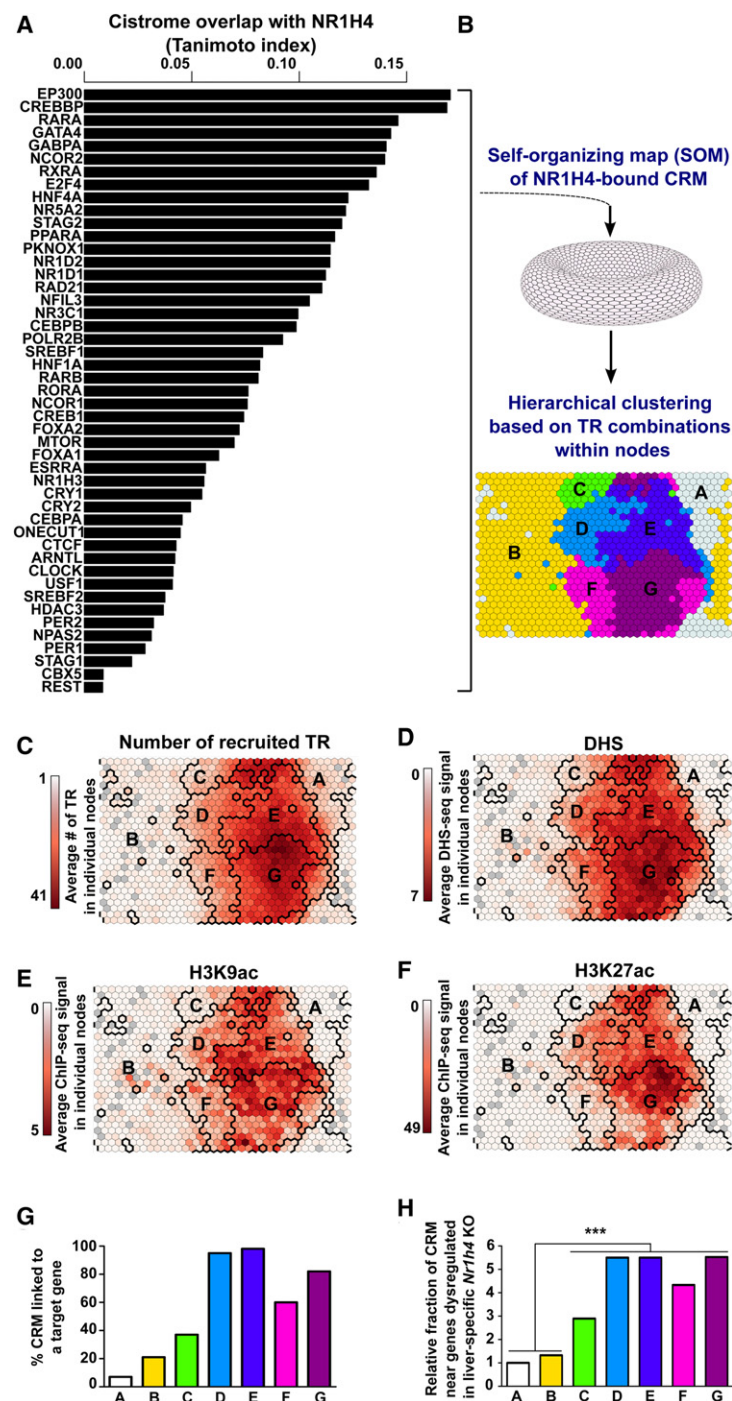 A
Cistrome overlap with NR1H4
(Tanimoto index)
0.00 0.05 0.10 0.15
EP300
CREBBP
RARA
GATA4
GABPA
NCOR2
RXRA
E2F4
HNF4A
NR5A2
STAG2
PPARA
PKNOX1
NR1D2
NR1D1
RAD21
NFIL3
NR3C1
CEBPB
POLR2B
SREBF1
HNF1A
RARB
RORA
NCOR1
CREB1
FOXA2
MTOR
FOXA1
ESRRA
NR1H3
CRY1
CRY2
CEBPA
ONECUT1
CTCF
ARNTL
CLOCK
USF1
SREBF2
HDAC3
PER2
NPAS2
PER1
STAG1
CBX5
REST
B
Self-organizing map (SOM)
of NR1H4-bound CRM
Hierarchical clustering
based on TR combinations
within nodes
C
A
D
E
B
F
G
C
Number of recruited TR
1
41
Average # of TR
in individual nodes
C
A
D
E
B
F
G
D
DHS
0
7
Average DHS-seq signal
in individual nodes
C
A
D
E
B
F
G
E
H3K9ac
0
5
Average ChIP-seq signal
in individual nodes
C
A
D
E
B
F
G
F
H3K27ac
0
49
Average ChIP-seq signal
in individual nodes
C
A
D
E
B
F
G
G
% CRM linked to
a target gene
100
80
60
40
20
0
A B C D E F G
H
Relative fraction of CRM
near genes dysregulated
in liver-specific Nr1h4 KO
***
6
5
4
3
2
1
0
A B C D E F G